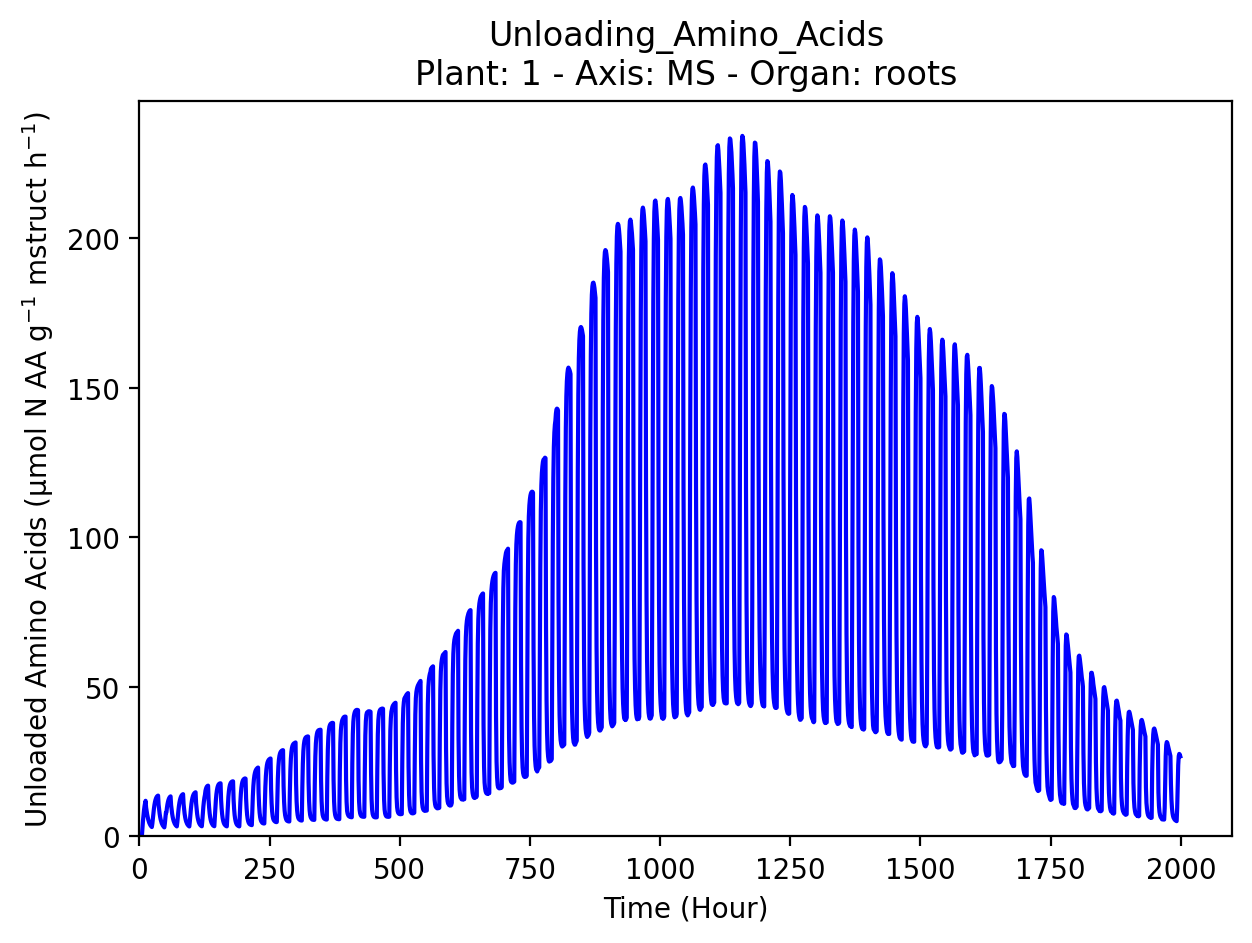 Unloading_Amino_Acids
Plant: 1 - Axis: MS - Organ: roots
Unloaded Amino Acids (µmol N AA g⁻¹ mstruct h⁻¹)
200
150
100
50
0
0 250 500 750 1000 1250 1500 1750 2000
Time (Hour)